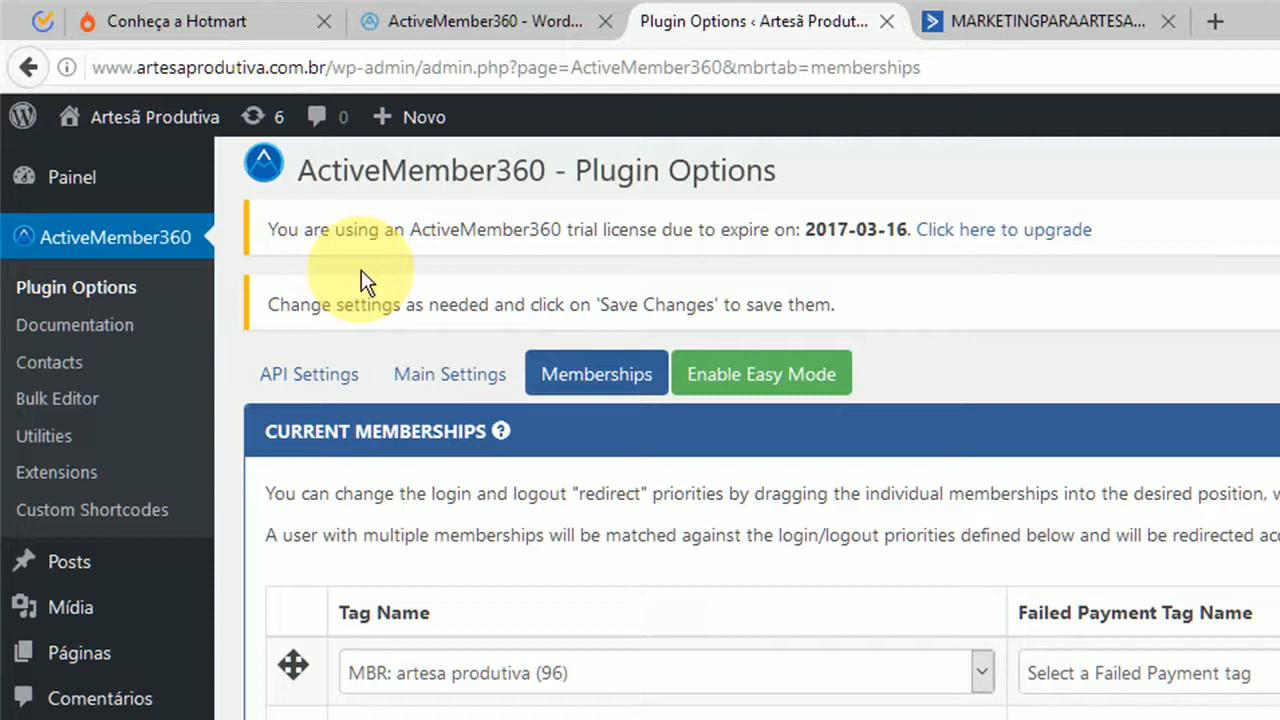 Conheça a Hotmart
ActiveMember360 - Word...
Plugin Options ‹ Artesã Produt...
MARKETINGPARAARTESA...
www.artesaprodutiva.com.br/wp-admin/admin.php?page=ActiveMember360&mbrtab=memberships
Artesã Produtiva 6 0 Novo
Painel
ActiveMember360
Plugin Options
Documentation
Contacts
Bulk Editor
Utilities
Extensions
Custom Shortcodes
Posts
Mídia
Páginas
Comentários
ActiveMember360 - Plugin Options
You are using an ActiveMember360 trial license due to expire on: 2017-03-16. Click here to upgrade
Change settings as needed and click on 'Save Changes' to save them.
API Settings Main Settings Memberships Enable Easy Mode
CURRENT MEMBERSHIPS ?
You can change the login and logout "redirect" priorities by dragging the individual memberships into the desired position,
A user with multiple memberships will be matched against the login/logout priorities defined below and will be redirected
Tag Name Failed Payment Tag Name
MBR: artesa produtiva (96) Select a Failed Payment tag